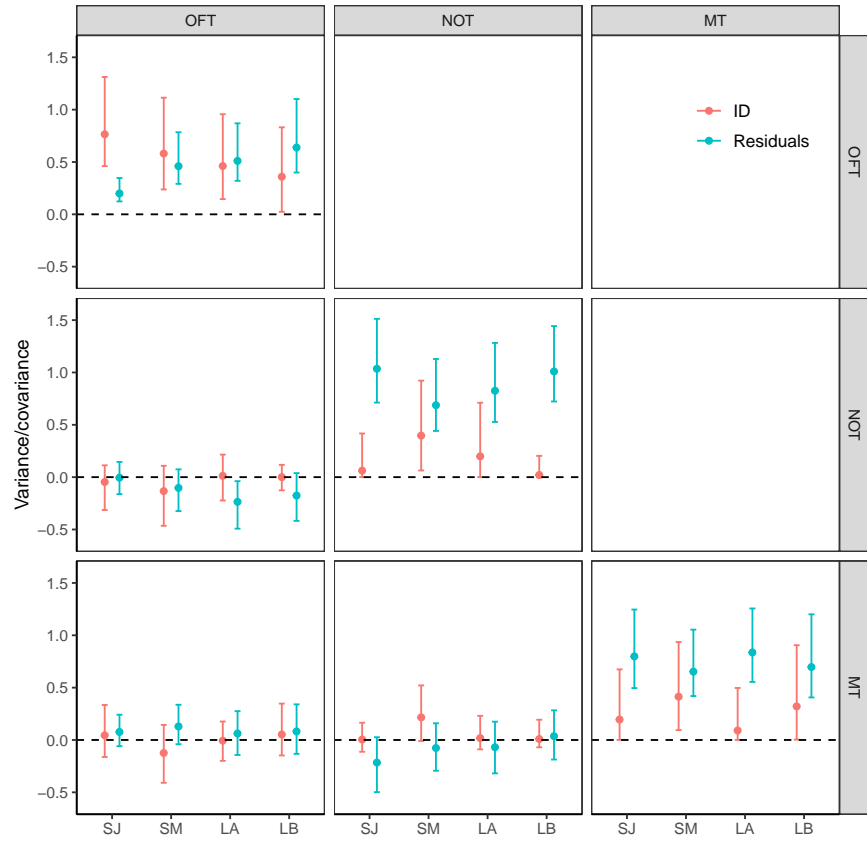 OFT NOT MT
1.5
1.0
0.5
0.0
−0.5
ID
Residuals
OFT
Variance/covariance
1.5
1.0
0.5
0.0
−0.5
NOT
1.5
1.0
0.5
0.0
−0.5
MT
SJ SM LA LB SJ SM LA LB SJ SM LA LB